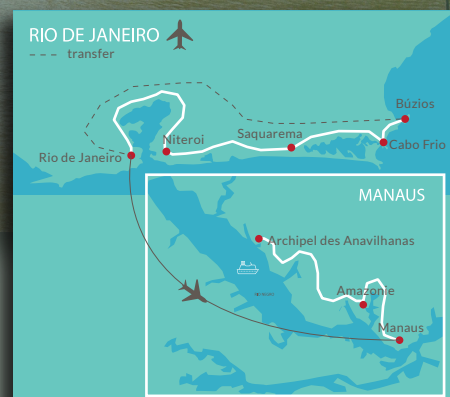 RIO DE JANEIRO
transfer
Búzios
Niteroi
Saquarema
Cabo Frio
Rio de Janeiro
MANAUS
Archipel des Anavilhanas
Amazonie
Manaus